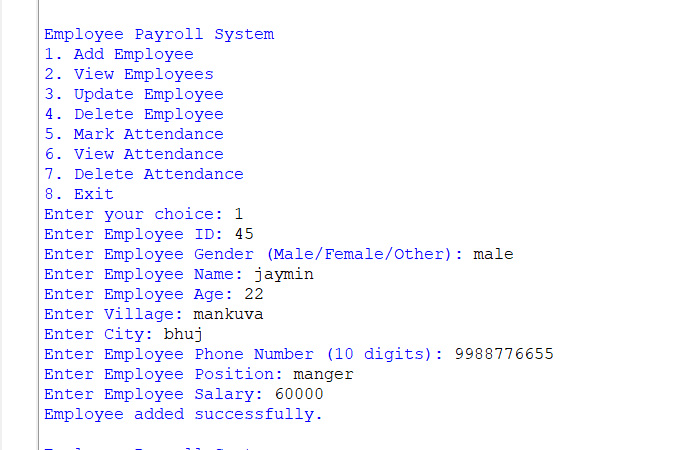 Employee Payroll System
1. Add Employee
2. View Employees
3. Update Employee
4. Delete Employee
5. Mark Attendance
6. View Attendance
7. Delete Attendance
8. Exit
Enter your choice: 1
Enter Employee ID: 45
Enter Employee Gender (Male/Female/Other): male
Enter Employee Name: jaymin
Enter Employee Age: 22
Enter Village: mankuva
Enter City: bhuj
Enter Employee Phone Number (10 digits): 9988776655
Enter Employee Position: manger
Enter Employee Salary: 60000
Employee added successfully.